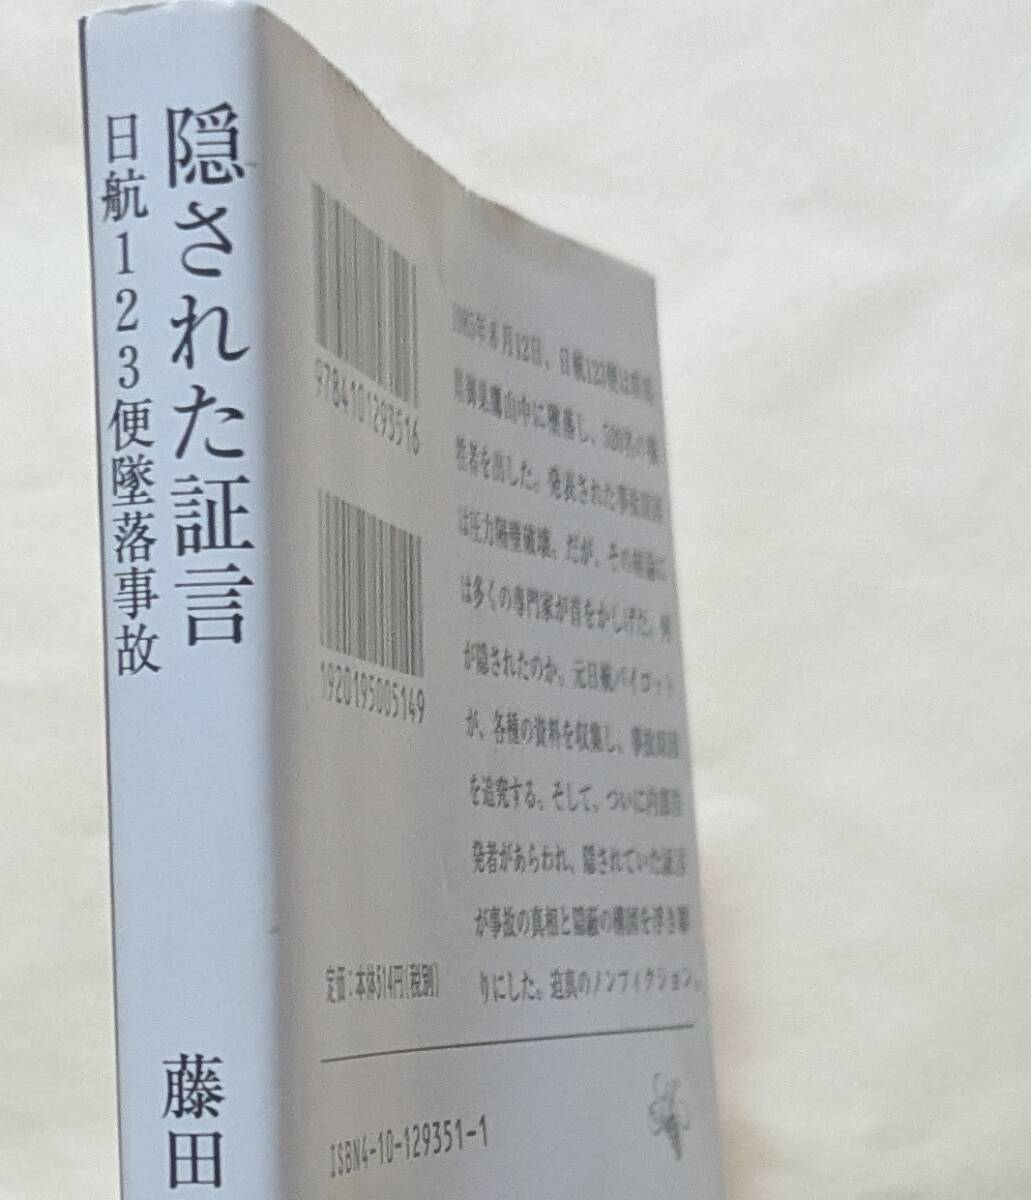 隠された証言
日航123便墜落事故
藤田
9784101293516
1920195005149
1985年8月12日、日航123便は群馬
県御巣鷹山中に墜落し、520名の犠
牲者を出した。発表された事故原因
は圧力隔壁破壊。だが、その結論に
は多くの専門家が首をかしげた。何
が隠されたのか。元日航パイロット
が、各種の資料を収集し、事故原因
を追究する。そして、ついに内部告
発者があらわれ、隠されていた証言
が事故の真相と隠蔽の構図を浮き彫
りにした。迫真のノンフィクション。
定価：本体514円(税別)
ISBN4-10-129351-1